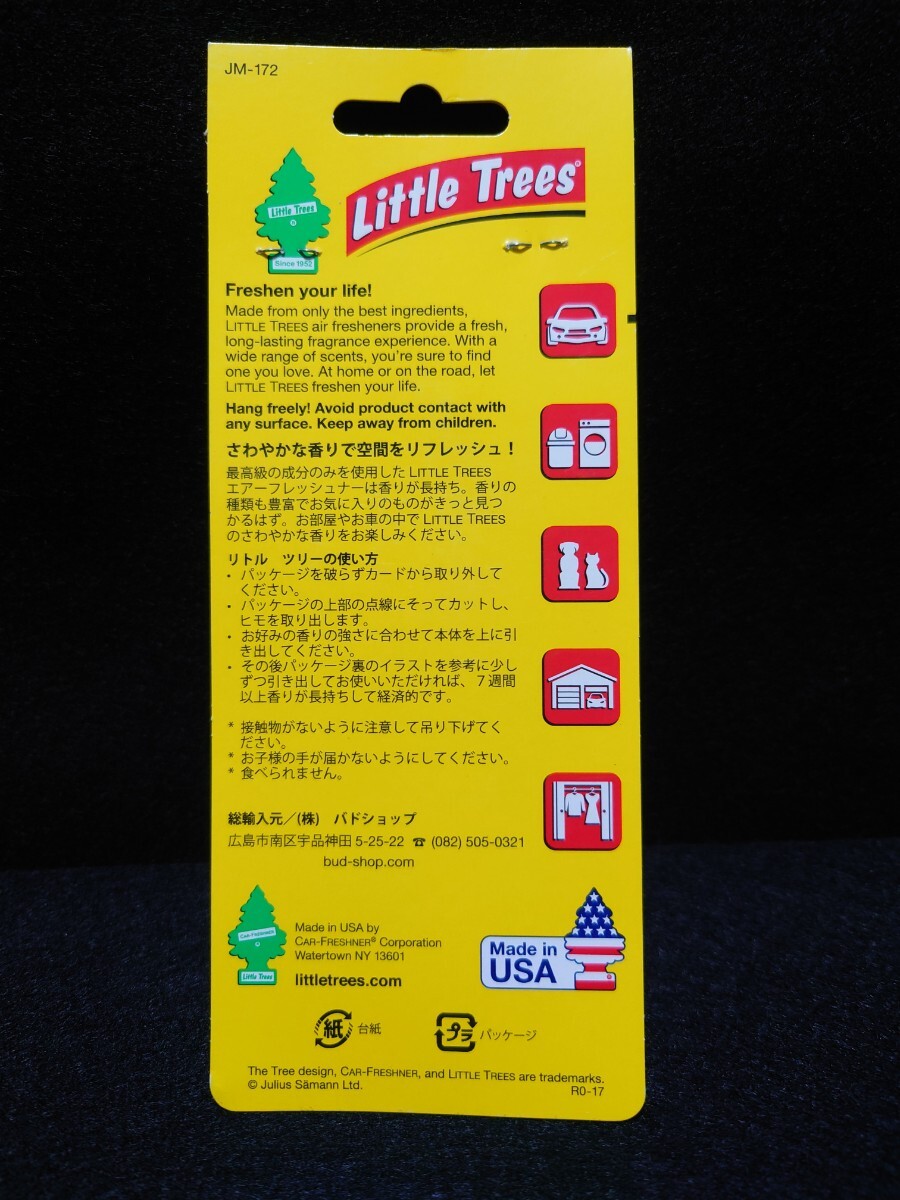 JM-172
Little Trees
®
Little Trees®
Since 1952
Freshen your life!
Made from only the best ingredients,
LITTLE TREES air fresheners provide a fresh,
long-lasting fragrance experience. With a
wide range of scents, you're sure to find
one you love. At home or on the road, let
LITTLE TREES freshen your life.
Hang freely! Avoid product contact with
any surface. Keep away from children.
さわやかな香りで空間をリフレッシュ！
最高級の成分のみを使用した LITTLE TREES
エアーフレッシュナーは香りが長持ち。香りの
種類も豊富でお気に入りのものがきっと見つ
かるはず。お部屋やお車の中で LITTLE TREES
のさわやかな香りをお楽しみください。
リトル　ツリーの使い方
・ パッケージを破らずカードから取り外して
ください。
・ パッケージの上部の点線にそってカットし、
ヒモを取り出します。
・ お好みの香りの強さに合わせて本体を上に引
き出してください。
・ その後パッケージ裏のイラストを参考に少し
ずつ引き出してお使いいただければ、７週間
以上香りが長持ちして経済的です。
* 接触物がないように注意して吊り下げてく
ださい。
* お子様の手が届かないようにしてください。
* 食べられません。
総輸入元／(株)　バドショップ
広島市南区宇品神田 5-25-22 ☎ (082) 505-0321
bud-shop.com
Car-Freshner
®
Little Trees
Made in USA by
CAR-FRESHNER® Corporation
Watertown NY 13601
littletrees.com
Made in
USA
紙 台紙
プラ パッケージ
The Tree design, CAR-FRESHNER, and LITTLE TREES are trademarks.
© Julius Sämann Ltd.
R0-17